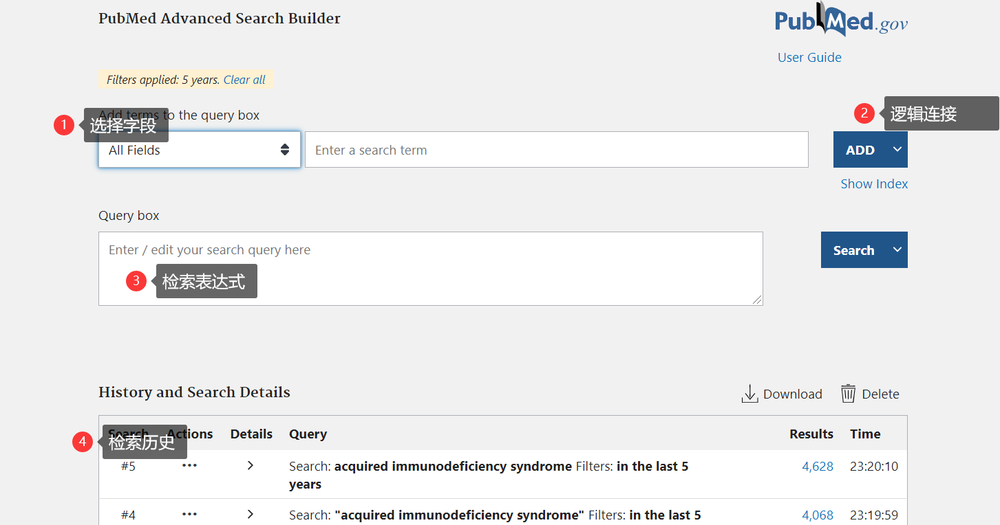 PubMed Advanced Search Builder
PubMed.gov
User Guide
Filters applied: 5 years. Clear all
Add terms to the query box
1 选择字段
2 逻辑连接
All Fields
Enter a search term
ADD
Show Index
Query box
Enter / edit your search query here
Search
3 检索表达式
History and Search Details
Download
Delete
Search Actions Details Query Results Time
4 检索历史
#5 ••• Search: acquired immunodeficiency syndrome Filters: in the last 5 4,628 23:20:10
years
#4 ••• Search: "acquired immunodeficiency syndrome" Filters: in the last 5 4,068 23:19:59